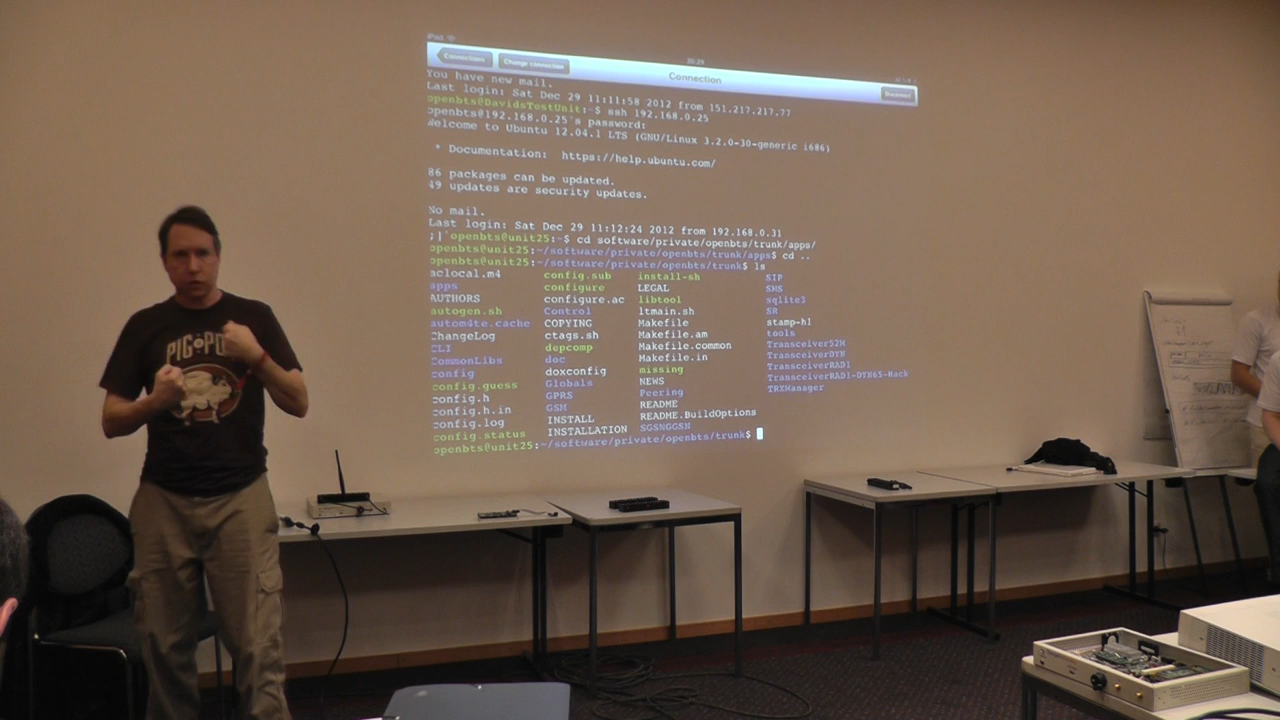 iPad
20:29
Connections
Change connection
Connection
Disconnect
You have new mail.
Last login: Sat Dec 29 11:11:58 2012 from 151.217.217.77
openbts@DavidsTestUnit:~$ ssh 192.168.0.25
openbts@192.168.0.25's password:
Welcome to Ubuntu 12.04.1 LTS (GNU/Linux 3.2.0-30-generic i686)
* Documentation: https://help.ubuntu.com/
86 packages can be updated.
49 updates are security updates.
No mail.
Last login: Sat Dec 29 11:12:24 2012 from 192.168.0.31
;|`openbts@unit25:~$ cd software/private/openbts/trunk/apps/
openbts@unit25:~/software/private/openbts/trunk/apps$ cd ..
openbts@unit25:~/software/private/openbts/trunk$ ls
aclocal.m4 config.sub install-sh SIP
apps configure LEGAL SMS
AUTHORS configure.ac libtool sqlite3
autogen.sh Control ltmain.sh SR
autom4te.cache COPYING Makefile stamp-h1
ChangeLog ctags.sh Makefile.am tools
CLI depcomp Makefile.common Transceiver52M
CommonLibs doc Makefile.in TransceiverDYN
config doxconfig missing TransceiverRAD1
config.guess Globals NEWS TransceiverRAD1-DYN65-Hack
config.h GPRS Peering TRXManager
config.h.in GSM README
config.log INSTALL README.BuildOptions
config.status INSTALLATION SGSNGGSN
openbts@unit25:~/software/private/openbts/trunk$
PIG